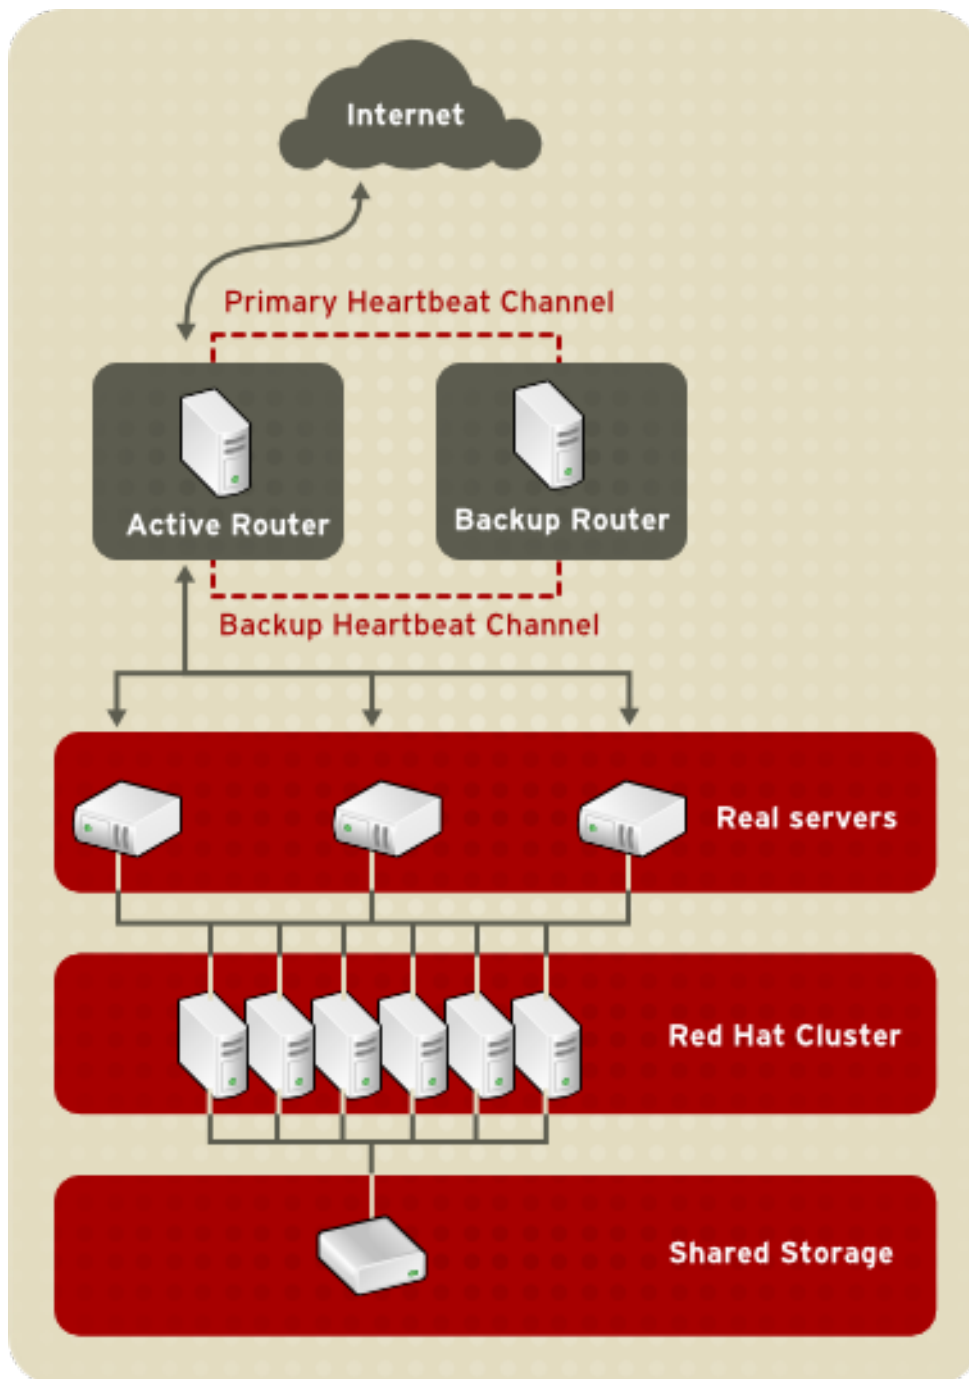 Internet
Primary Heartbeat Channel
Active Router
Backup Router
Backup Heartbeat Channel
Real servers
Red Hat Cluster
Shared Storage